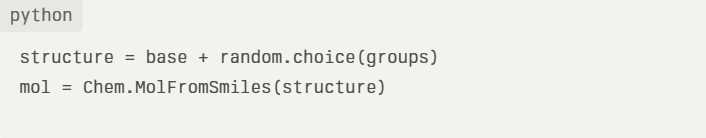 python
structure = base + random.choice(groups)
mol = Chem.MolFromSmiles(structure)